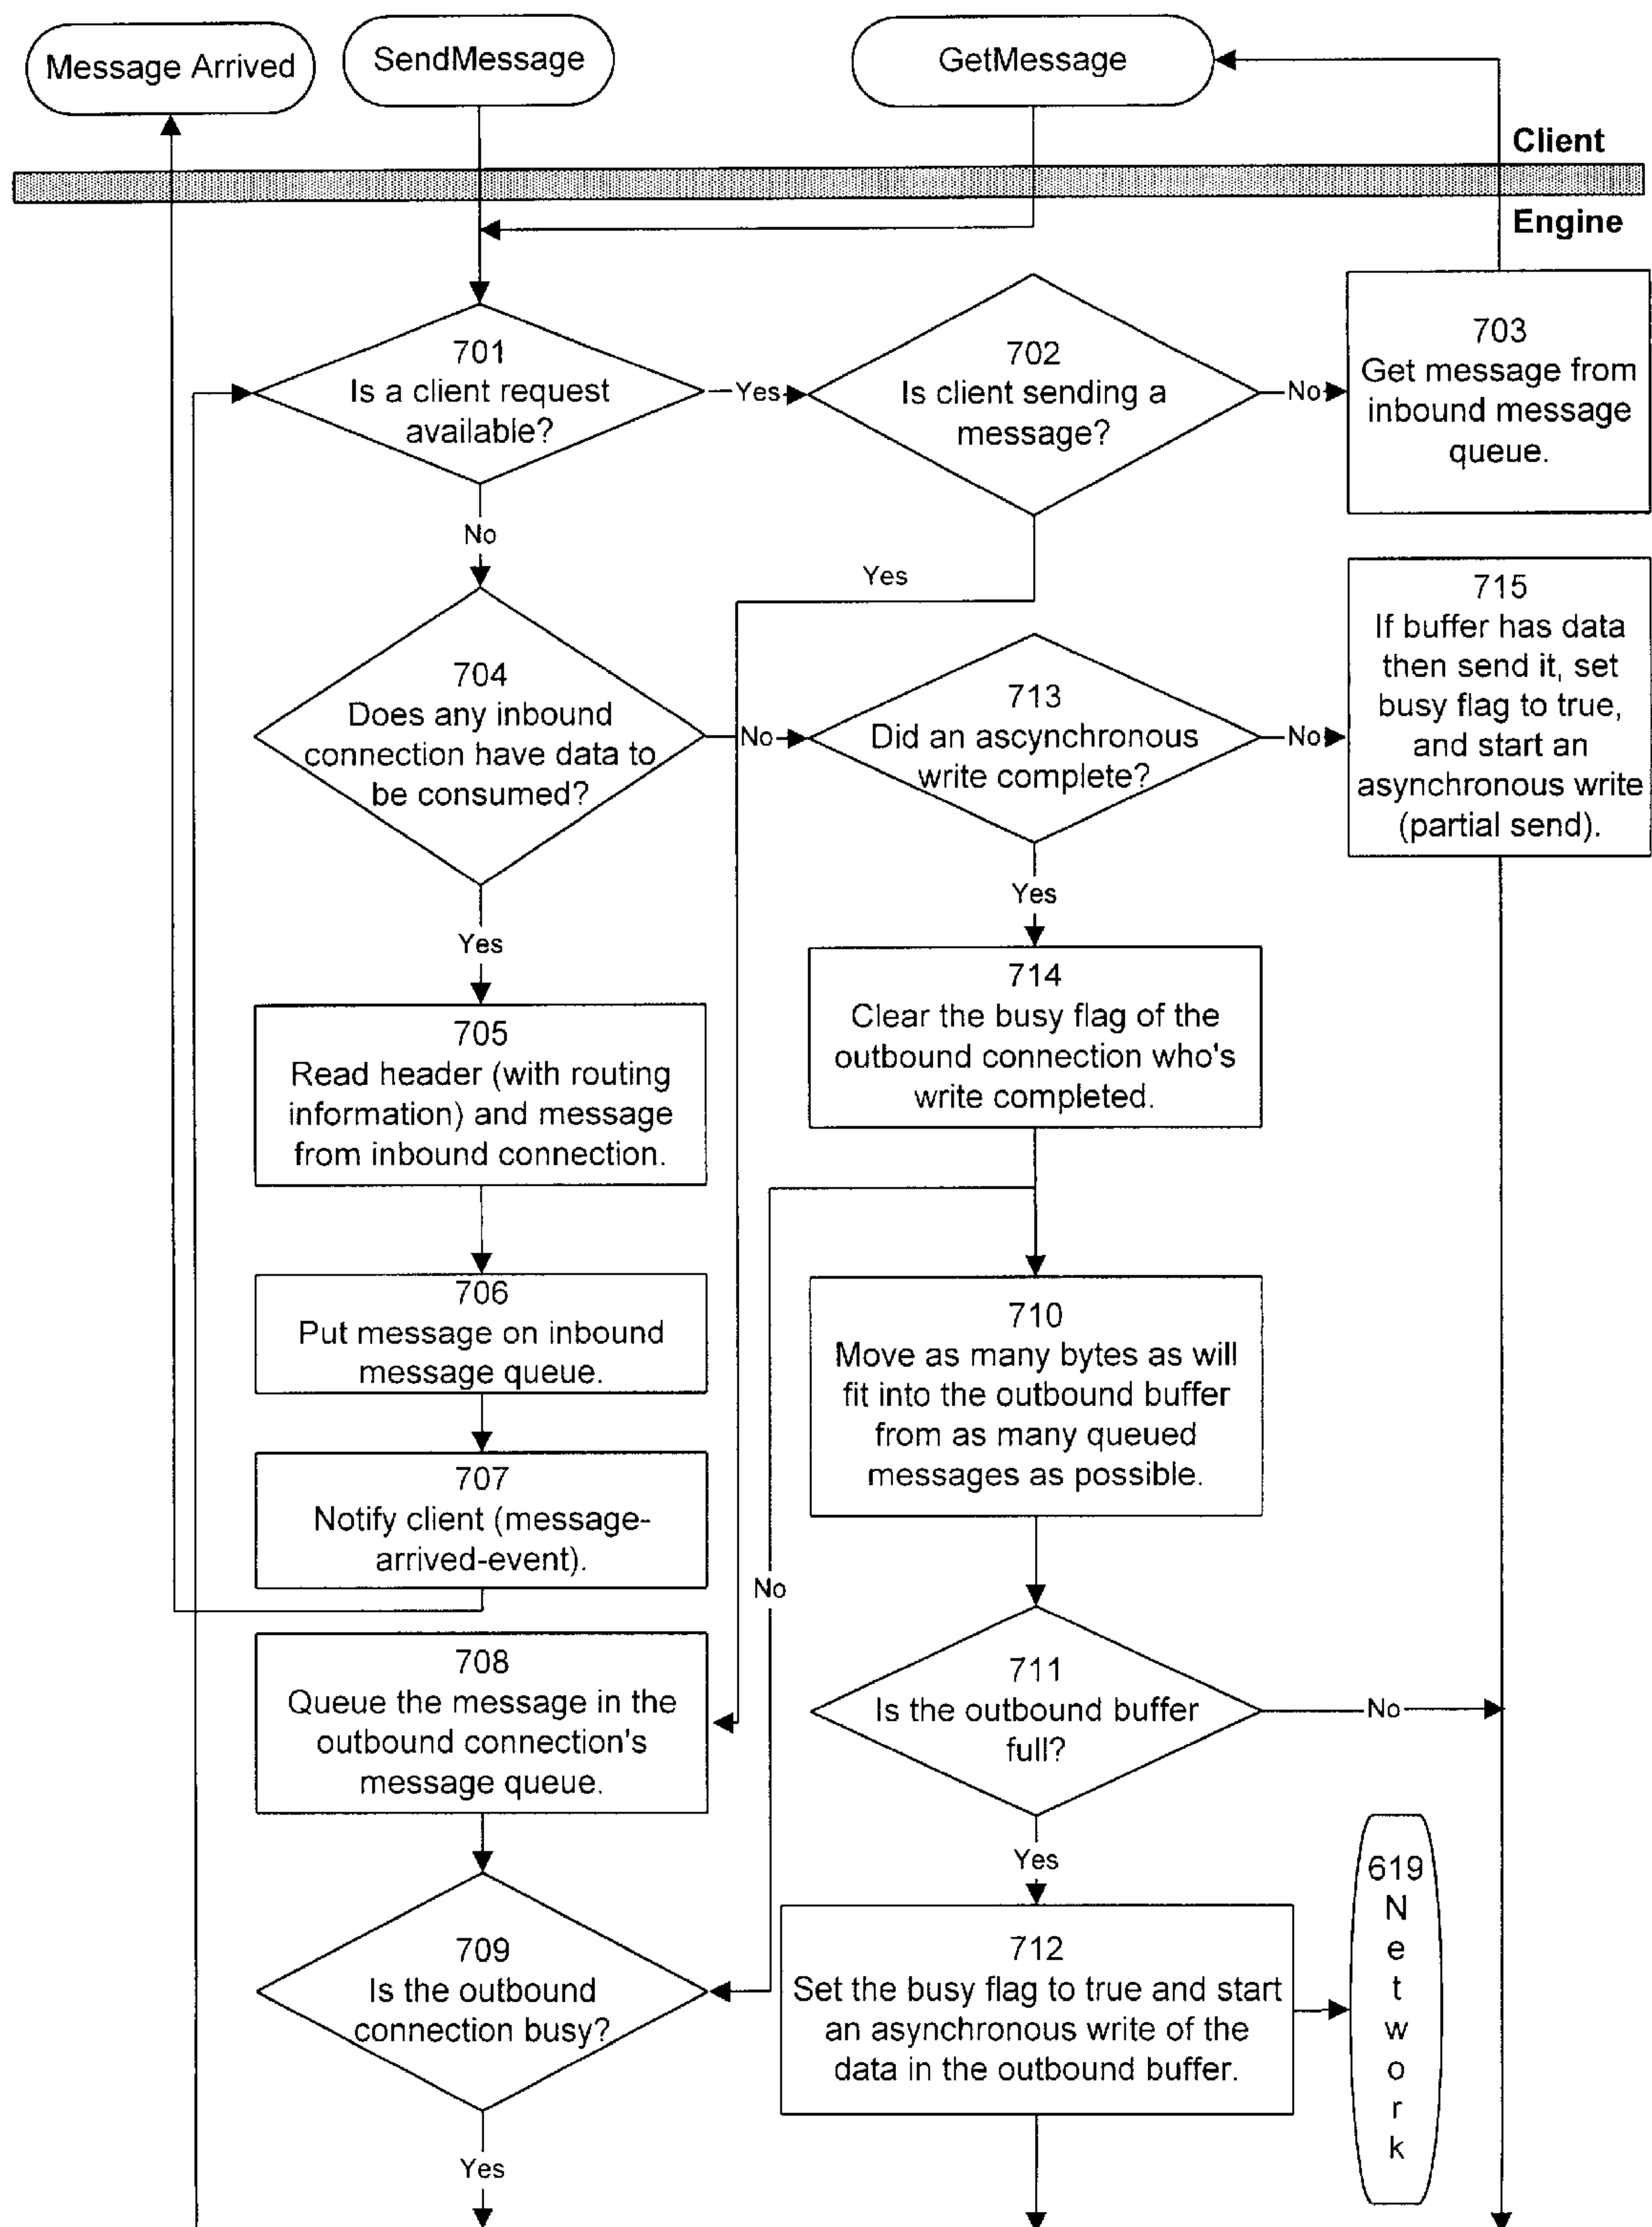 Message Arrived
SendMessage
GetMessage
Client
Engine
701
Is a client request
available?
Yes
702
Is client sending a
message?
No
703
Get message from
inbound message
queue.
No
Yes
704
Does any inbound
connection have data to
be consumed?
No
713
Did an ascynchronous
write complete?
No
715
If buffer has data
then send it, set
busy flag to true,
and start an
asynchronous write
(partial send).
Yes
Yes
705
Read header (with routing
information) and message
from inbound connection.
714
Clear the busy flag of the
outbound connection who's
write completed.
706
Put message on inbound
message queue.
710
Move as many bytes as will
fit into the outbound buffer
from as many queued
messages as possible.
707
Notify client (message-
arrived-event).
No
708
Queue the message in the
outbound connection's
message queue.
711
Is the outbound buffer
full?
No
Yes
709
Is the outbound
connection busy?
712
Set the busy flag to true and start
an asynchronous write of the
data in the outbound buffer.
619
N
e
t
w
o
r
k
Yes